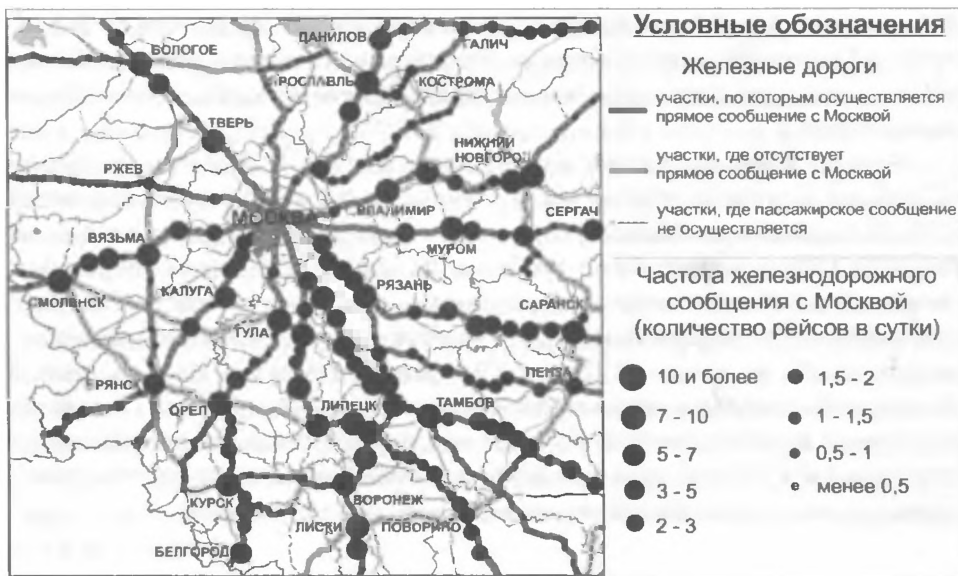 БОЛОГОЕ
ДАНИЛОВ
ГАЛИЧ
РОСЛАВЛЬ
КОСТРОМА
ТВЕРЬ
НИЖНИЙ
НОВГОРОД
РЖЕВ
МОСКВА
ВЛАДИМИР
СЕРГАЧ
ВЯЗЬМА
МУРОМ
СМОЛЕНСК
КАЛУГА
РЯЗАНЬ
САРАНСК
ТУЛА
ПЕНЗА
БРЯНС
ОРЕЛ
ЛИПЕЦК
ТАМБОВ
КУРСК
ВОРОНЕЖ
ЛИСКИ
ПОВОРИНО
БЕЛГОРОД
Условные обозначения
Железные дороги
участки, по которым осуществляется
прямое сообщение с Москвой
участки, где отсутствует
прямое сообщение с Москвой
участки, где пассажирское сообщение
не осуществляется
Частота железнодорожного
сообщения с Москвой
(количество рейсов в сутки)
10 и более
7 - 10
5 - 7
3 - 5
2 - 3
1,5 - 2
1 - 1,5
0,5 - 1
менее 0,5